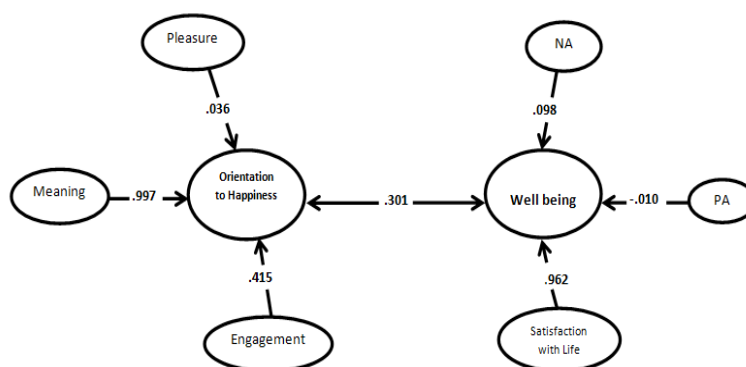 Pleasure
NA
.036
.098
Orientation
to Happiness
Meaning
.997
.301
Well being
-.010
PA
.415
.962
Engagement
Satisfaction
with Life